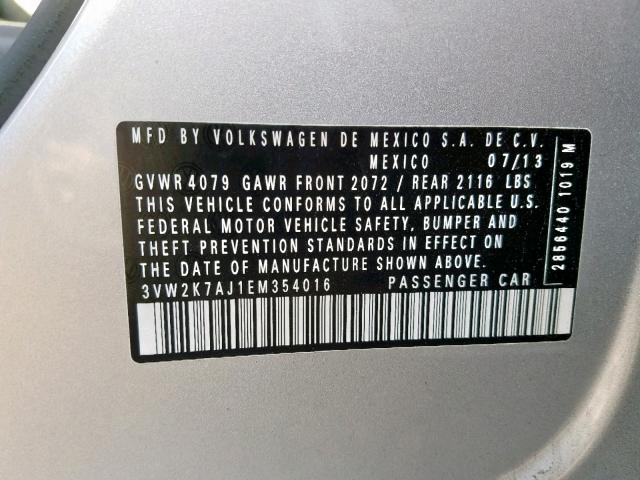 MFD BY VOLKSWAGEN DE MEXICO S.A. DE C.V.
MEXICO 07/13
GVWR 4079 GAWR FRONT 2072 / REAR 2116 LBS
THIS VEHICLE CONFORMS TO ALL APPLICABLE U.S.
FEDERAL MOTOR VEHICLE SAFETY, BUMPER AND
THEFT PREVENTION STANDARDS IN EFFECT ON
THE DATE OF MANUFACTURE SHOWN ABOVE.
3VW2K7AJ1EM354016 PASSENGER CAR
2866440 1019 M